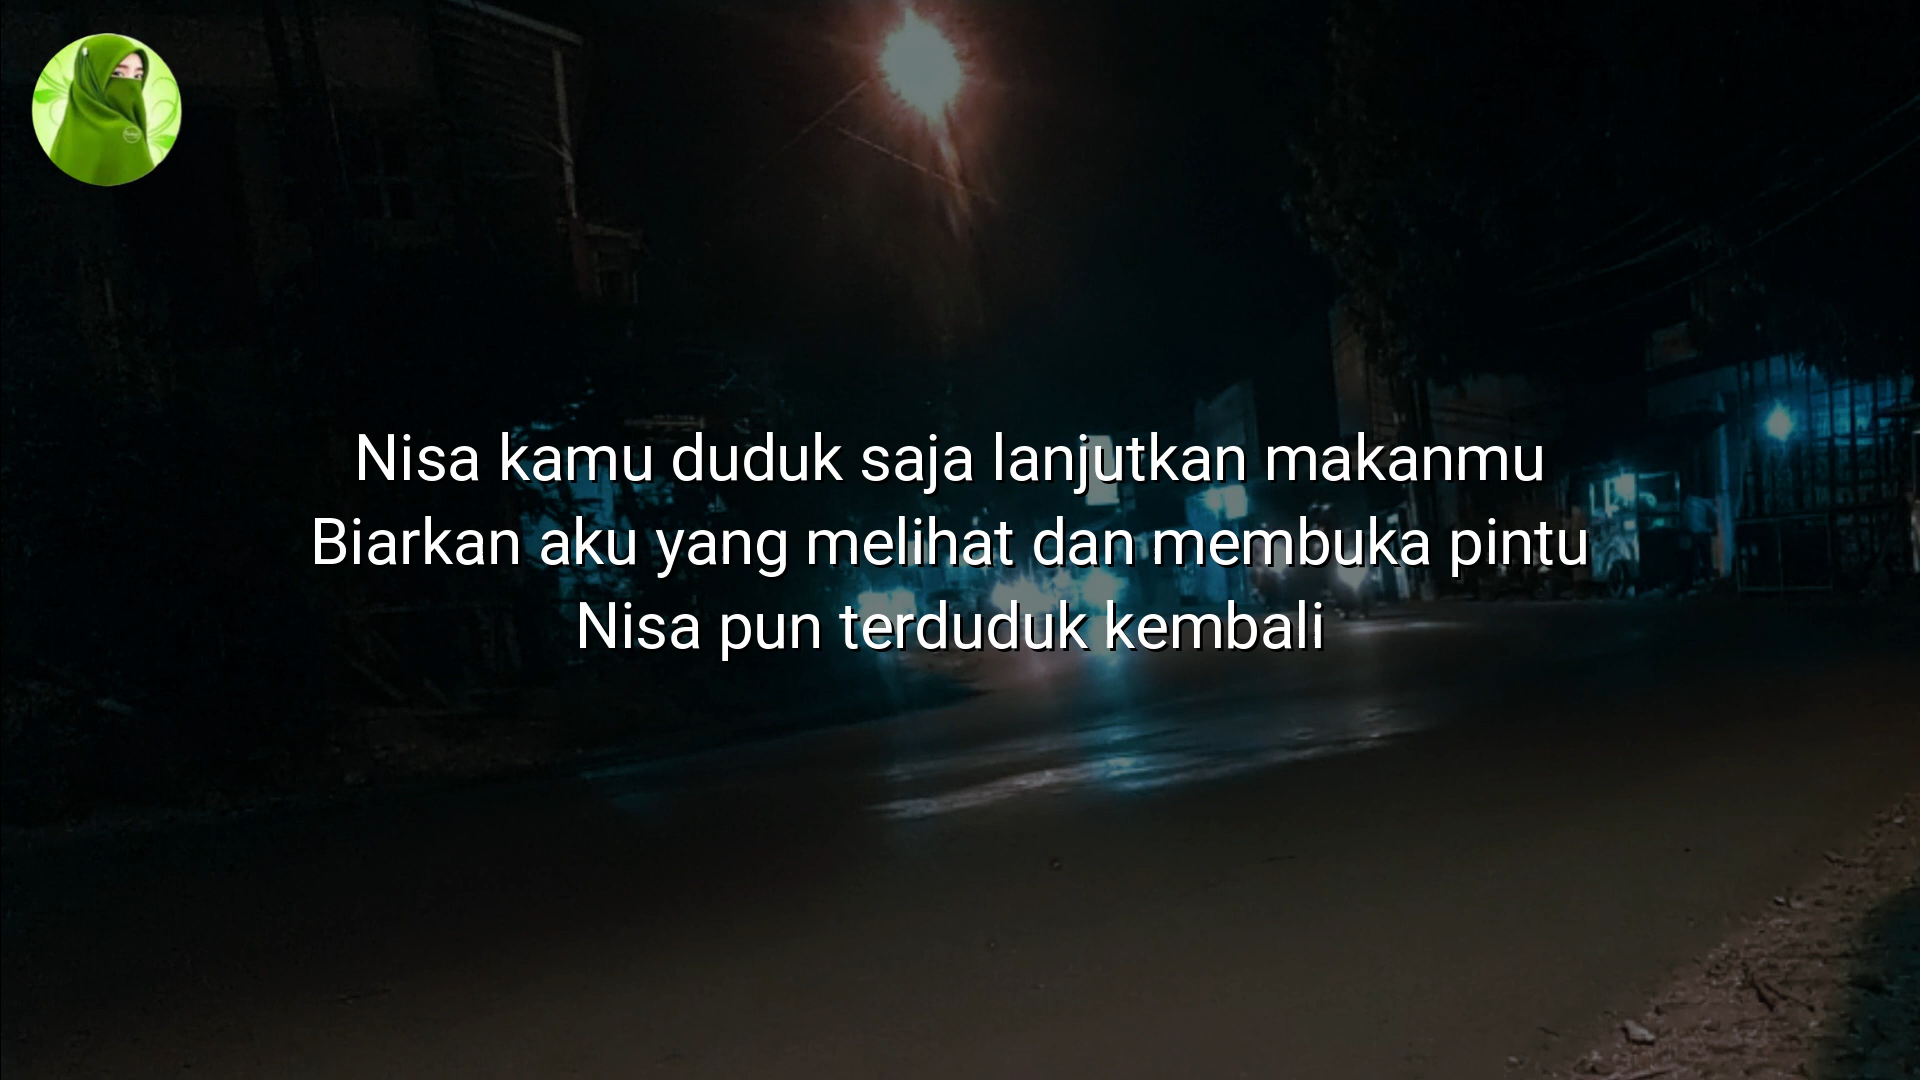 Nisa kamu duduk saja lanjutkan makanmu
Biarkan aku yang melihat dan membuka pintu
Nisa pun terduduk kembali